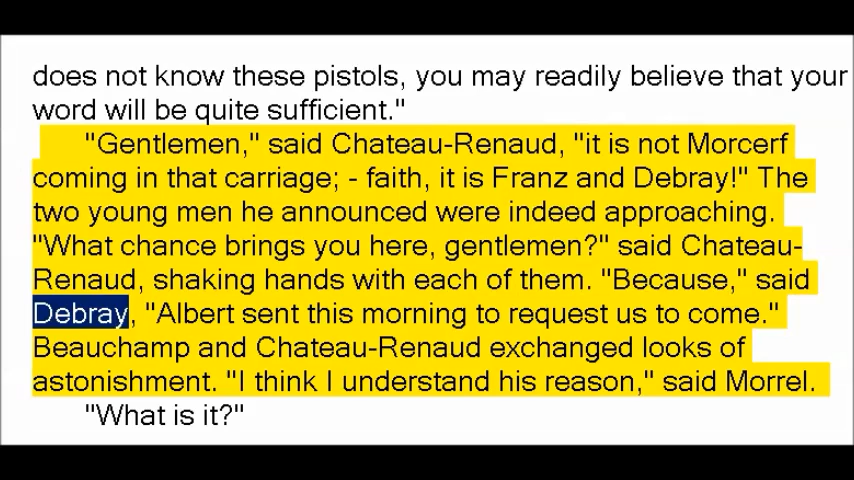 does not know these pistols, you may readily believe that your
word will be quite sufficient."
"Gentlemen," said Chateau-Renaud, "it is not Morcerf
coming in that carriage; - faith, it is Franz and Debray!" The
two young men he announced were indeed approaching.
"What chance brings you here, gentlemen?" said Chateau-
Renaud, shaking hands with each of them. "Because," said
Debray, "Albert sent this morning to request us to come."
Beauchamp and Chateau-Renaud exchanged looks of
astonishment. "I think I understand his reason," said Morrel.
"What is it?"